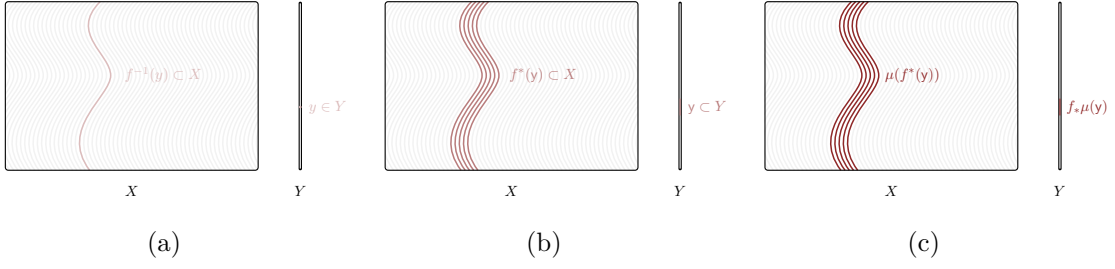 f⁻¹(y) ⊂ X
y ∈ Y
X
Y
(a)
f*(y) ⊂ X
y ⊂ Y
X
Y
(b)
μ(f*(y))
f∗μ(y)
X
Y
(c)